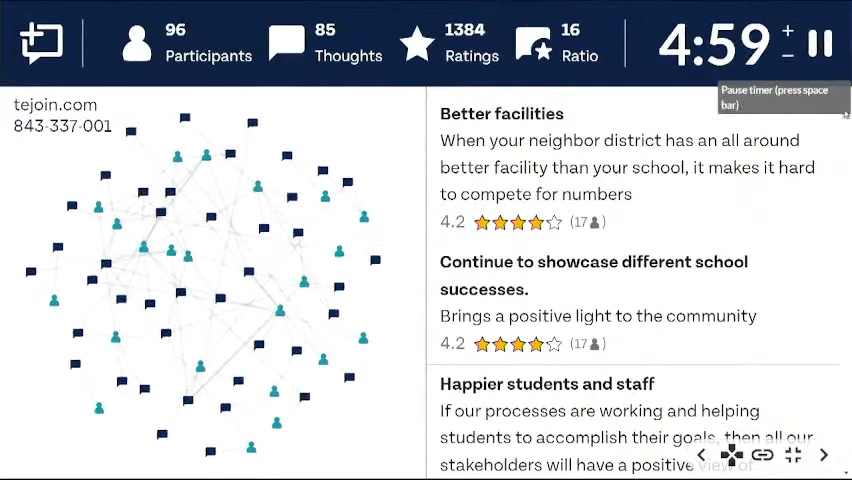 96
Participants
85
Thoughts
1384
Ratings
16
Ratio
4:59
+
−
Pause timer (press space
bar)
tejoin.com
843-337-001
Better facilities
When your neighbor district has an all around
better facility than your school, it makes it hard
to compete for numbers
4.2 (17)
Continue to showcase different school
successes.
Brings a positive light to the community
4.2 (17)
Happier students and staff
If our processes are working and helping
students to accomplish their goals, then all our
stakeholders will have a positive view of